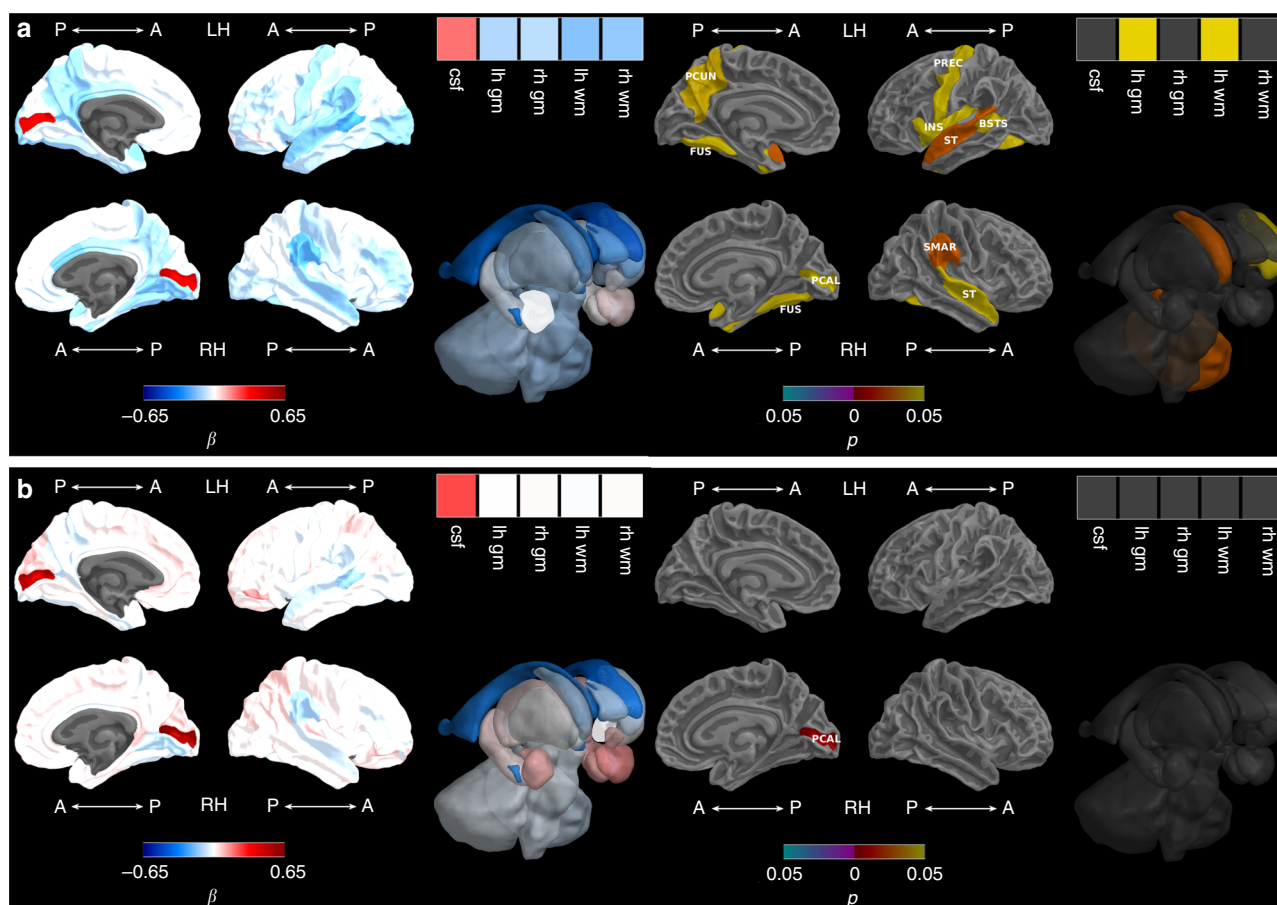 a
P A LH A P
csf
lh gm
rh gm
lh wm
rh wm
P A LH A P
PCUN
FUS
PREC
INS
ST
BSTS
csf
lh gm
rh gm
lh wm
rh wm
PCAL
FUS
SMAR
ST
A P RH P A
−0.65 0.65
β
A P RH P A
0.05 0 0.05
p
b
P A LH A P
csf
lh gm
rh gm
lh wm
rh wm
P A LH A P
csf
lh gm
rh gm
lh wm
rh wm
PCAL
A P RH P A
−0.65 0.65
β
A P RH P A
0.05 0 0.05
p